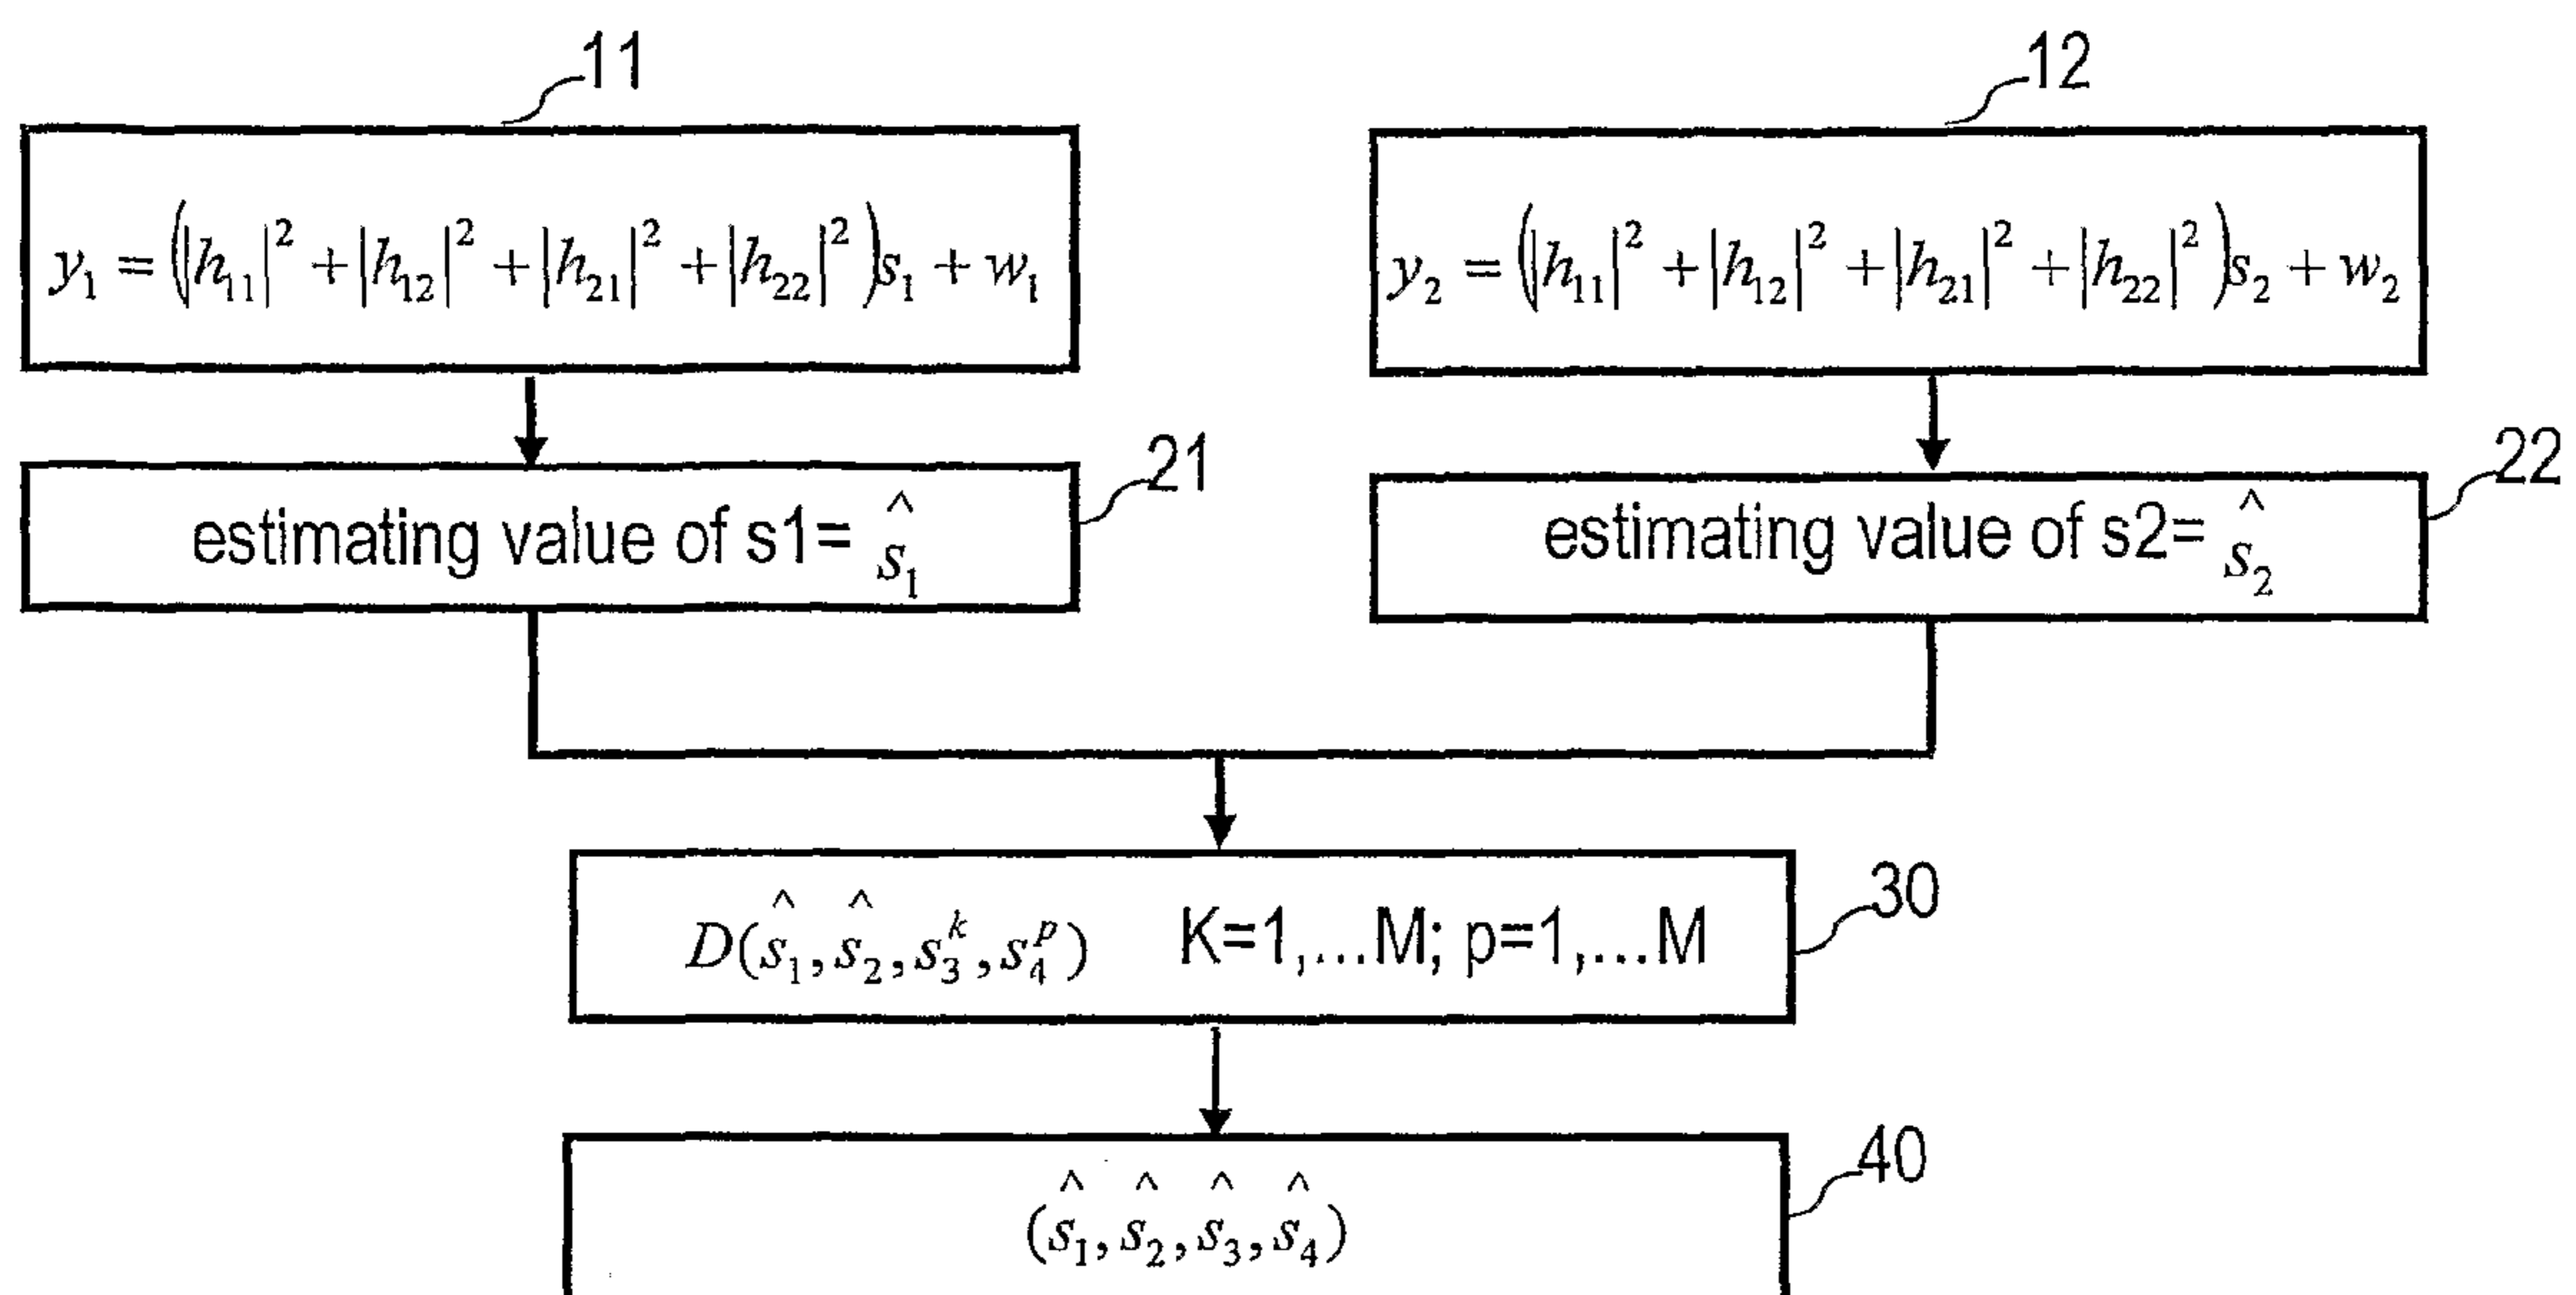 11
12
y₁ = (|h₁₁|² + |h₁₂|² + |h₂₁|² + |h₂₂|²)s₁ + w₁
y₂ = (|h₁₁|² + |h₁₂|² + |h₂₁|² + |h₂₂|²)s₂ + w₂
21
22
estimating value of s1= ŝ₁
estimating value of s2= ŝ₂
30
D(ŝ₁, ŝ₂, s₃ᵏ, s₄ᵖ) K=1,...M; p=1,...M
40
(ŝ₁, ŝ₂, ŝ₃, ŝ₄)